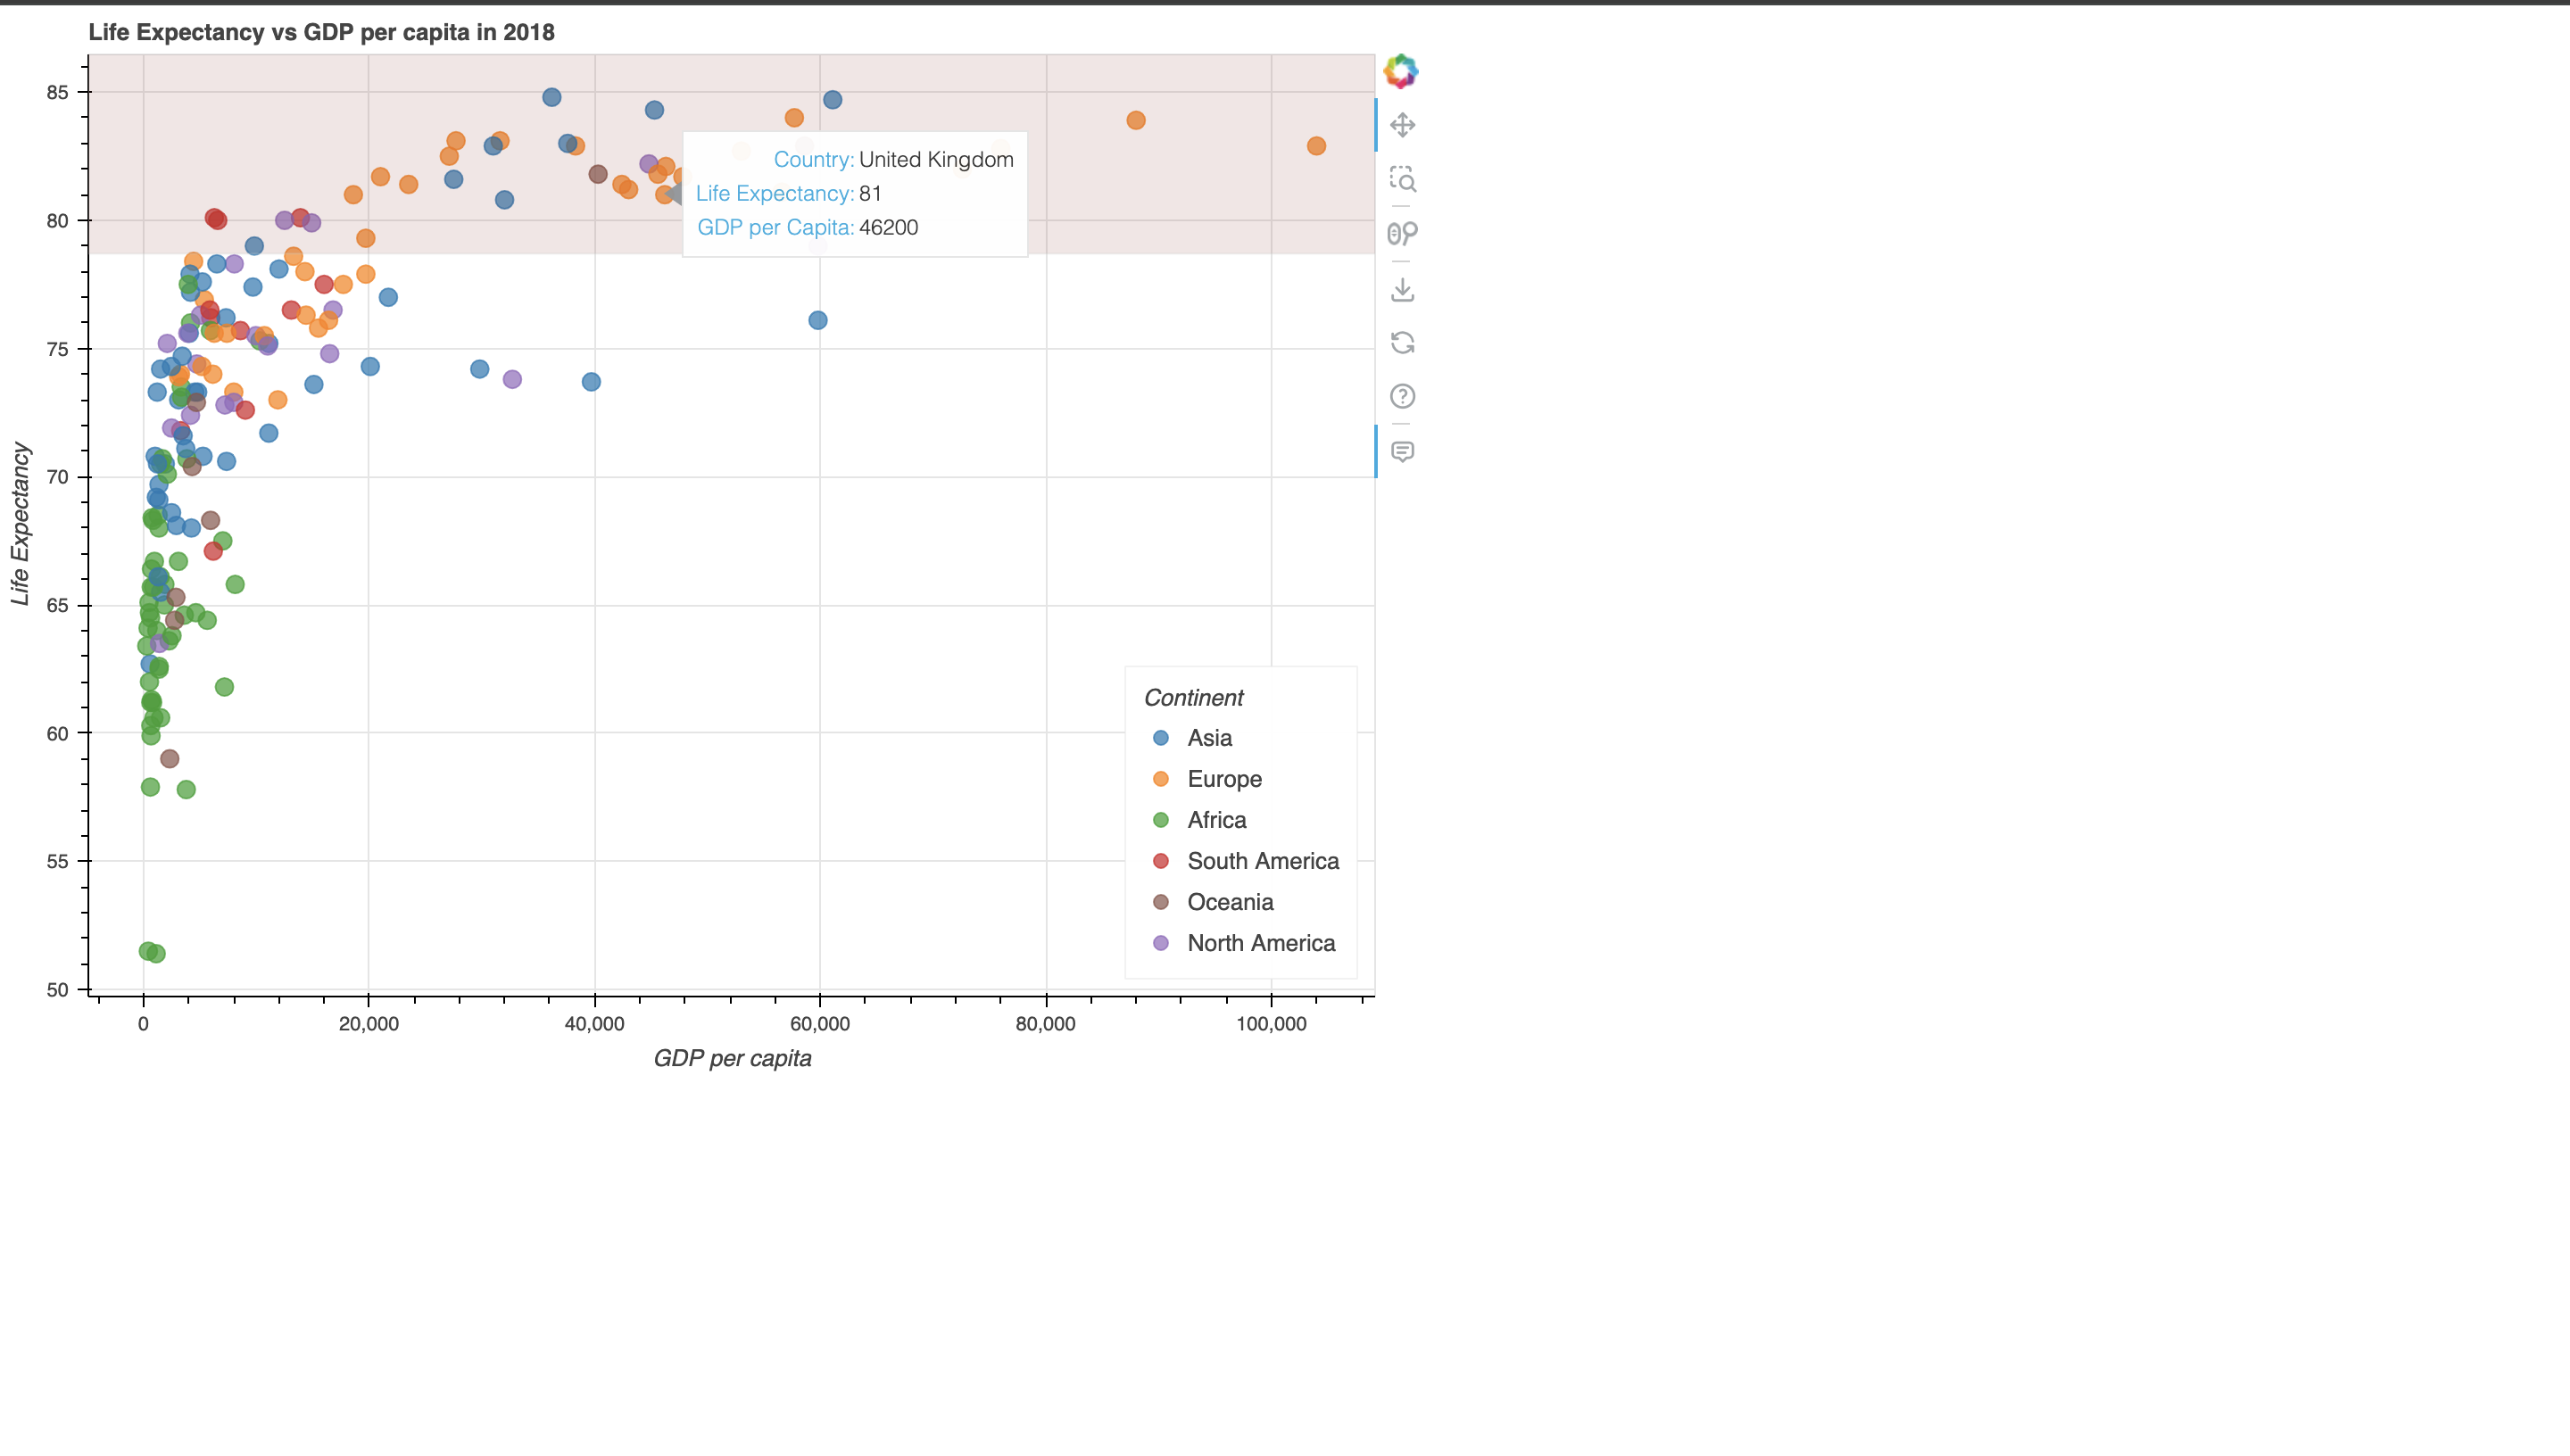 Life Expectancy vs GDP per capita in 2018
85
80
75
70
65
60
55
50
Life Expectancy
Country: United Kingdom
Life Expectancy: 81
GDP per Capita: 46200
Continent
Asia
Europe
Africa
South America
Oceania
North America
0 20,000 40,000 60,000 80,000 100,000
GDP per capita